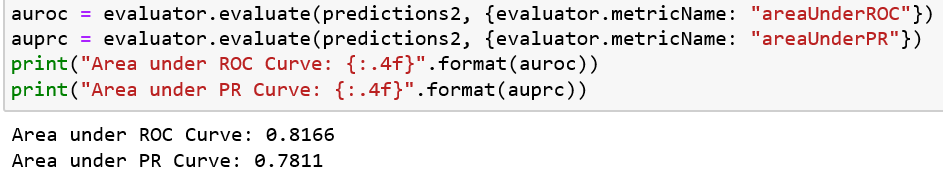 auroc = evaluator.evaluate(predictions2, {evaluator.metricName: "areaUnderROC"})
auprc = evaluator.evaluate(predictions2, {evaluator.metricName: "areaUnderPR"})
print("Area under ROC Curve: {:.4f}".format(auroc))
print("Area under PR Curve: {:.4f}".format(auprc))
Area under ROC Curve: 0.8166
Area under PR Curve: 0.7811